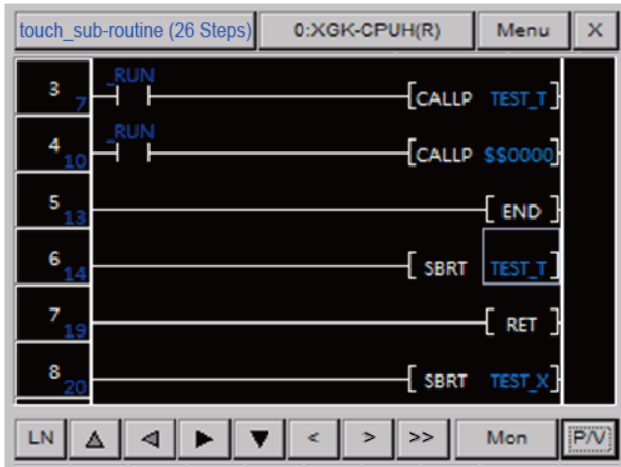 touch_sub-routine (26 Steps) 0:XGK-CPUH(R) Menu X
3 7 _RUN [CALLP TEST_T]
4 10 _RUN [CALLP $$0000]
5 13 [ END ]
6 14 [ SBRT TEST_T]
7 19 [ RET ]
8 20 [ SBRT TEST_X]
LN < > >> Mon P/V